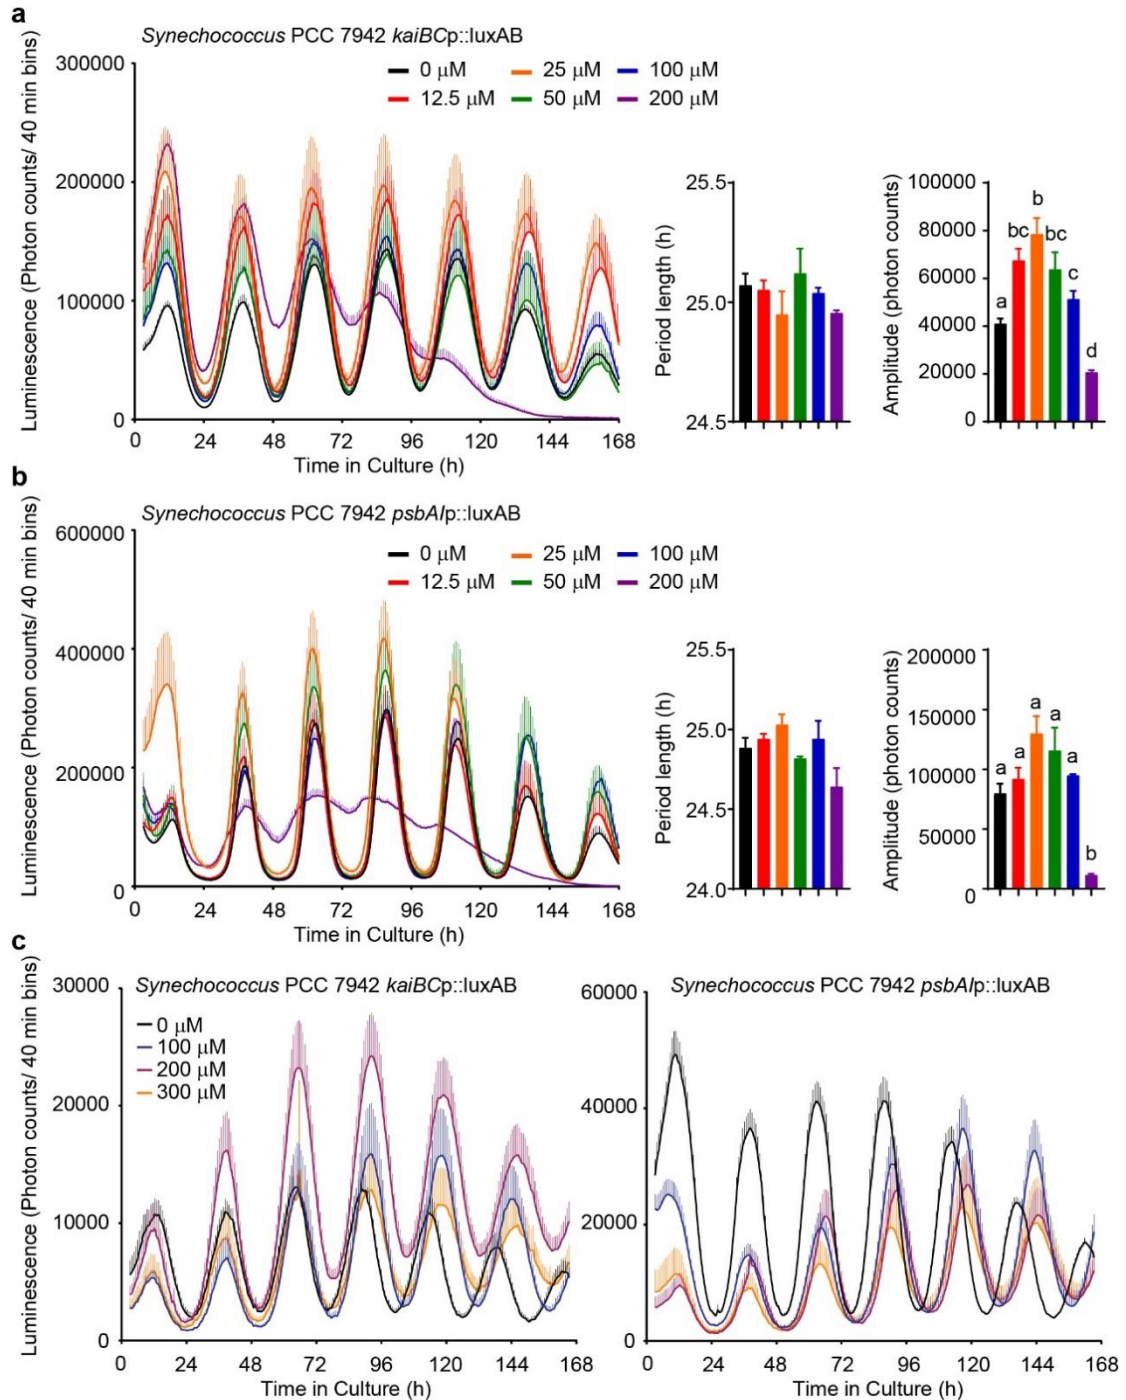 a
Synechococcus PCC 7942 kaiBCp::luxAB
0 μM 25 μM 100 μM
12.5 μM 50 μM 200 μM
Luminescence (Photon counts/ 40 min bins)
300000
200000
100000
0
0 24 48 72 96 120 144 168
Time in Culture (h)
Period length (h)
25.5
25.0
24.5
Amplitude (photon counts)
100000
80000
60000
40000
20000
0
a bc b bc c d
b
Synechococcus PCC 7942 psbAIp::luxAB
0 μM 25 μM 100 μM
12.5 μM 50 μM 200 μM
Luminescence (Photon counts/ 40 min bins)
600000
400000
200000
0
0 24 48 72 96 120 144 168
Time in Culture (h)
Period length (h)
25.5
25.0
24.5
24.0
Amplitude (photon counts)
200000
150000
100000
50000
0
a a a a a b
c
Synechococcus PCC 7942 kaiBCp::luxAB
0 μM
100 μM
200 μM
300 μM
Luminescence (Photon counts/ 40 min bins)
30000
20000
10000
0
0 24 48 72 96 120 144 168
Time in Culture (h)
Synechococcus PCC 7942 psbAIp::luxAB
60000
40000
20000
0
0 24 48 72 96 120 144 168
Time in Culture (h)